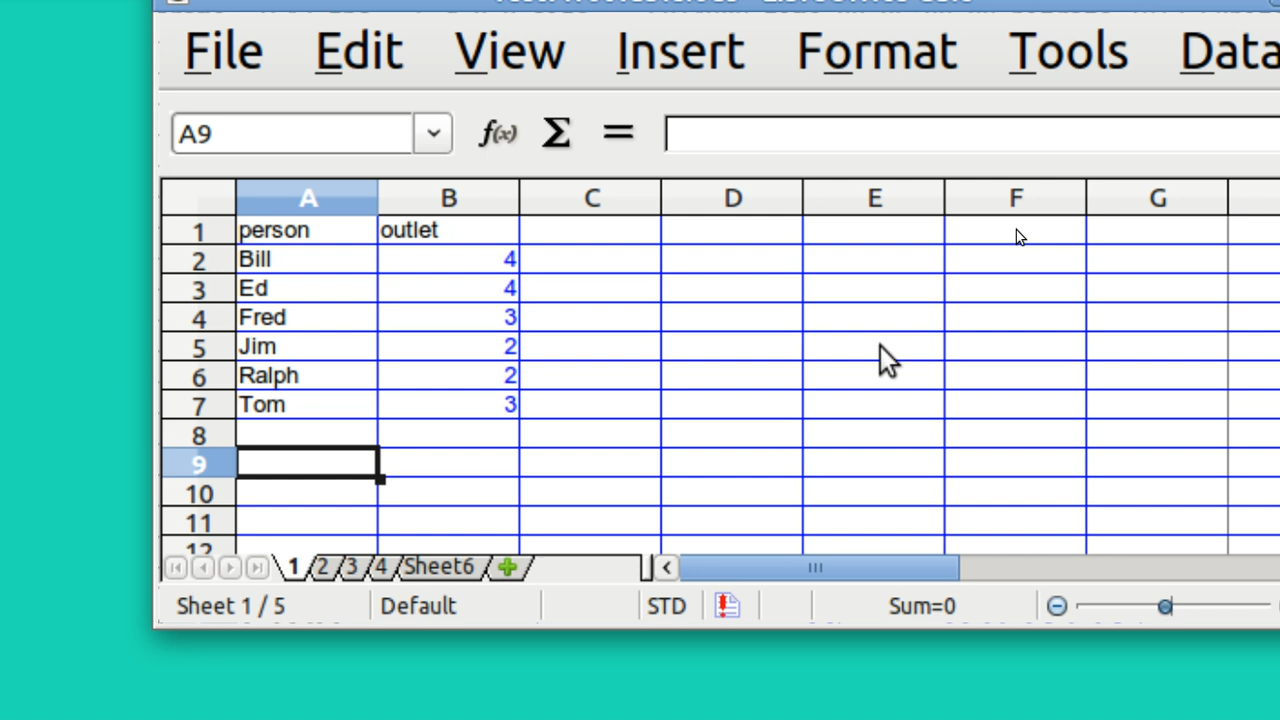 File Edit View Insert Format Tools Data
A9 f(x) Σ =
A B C D E F G
1 person outlet
2 Bill 4
3 Ed 4
4 Fred 3
5 Jim 2
6 Ralph 2
7 Tom 3
8
9
10
11
12
1 2 3 4 Sheet6
Sheet 1 / 5 Default STD Sum=0